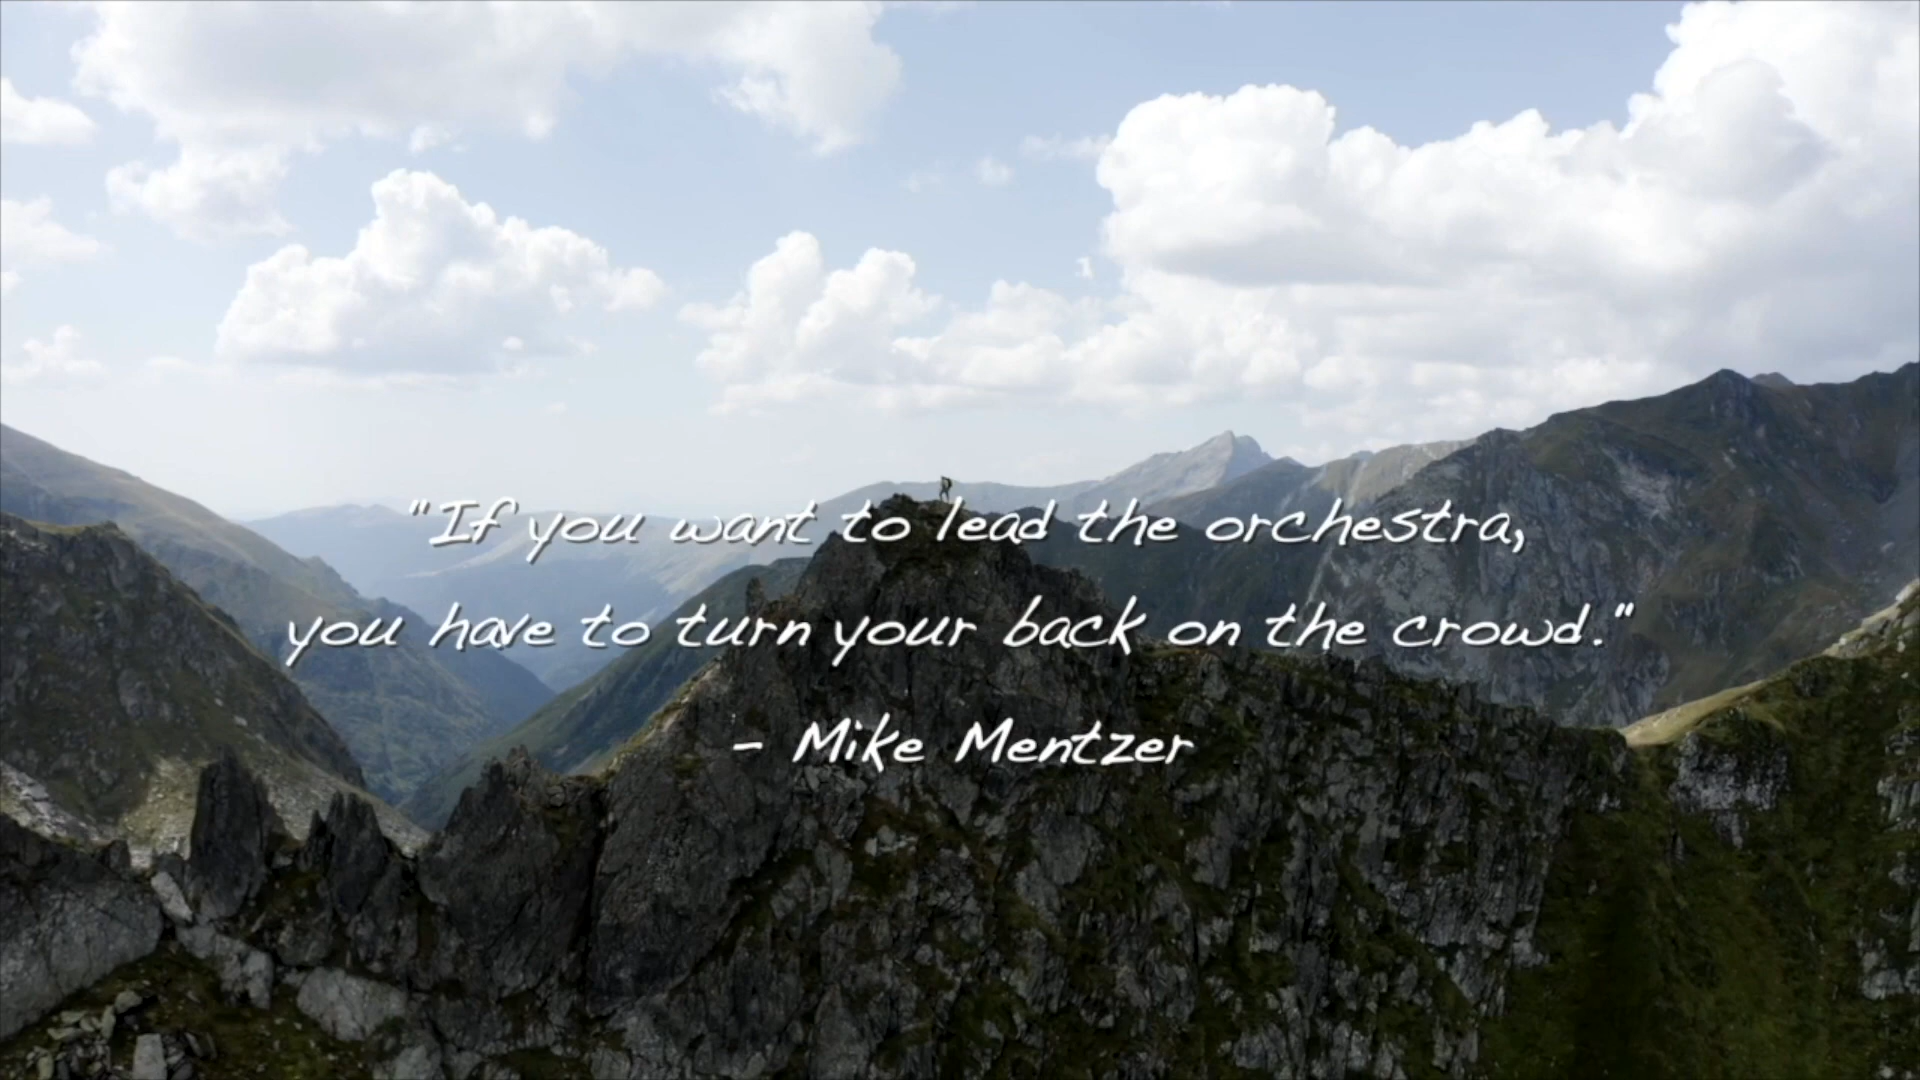 "If you want to lead the orchestra,
you have to turn your back on the crowd."
- Mike Mentzer